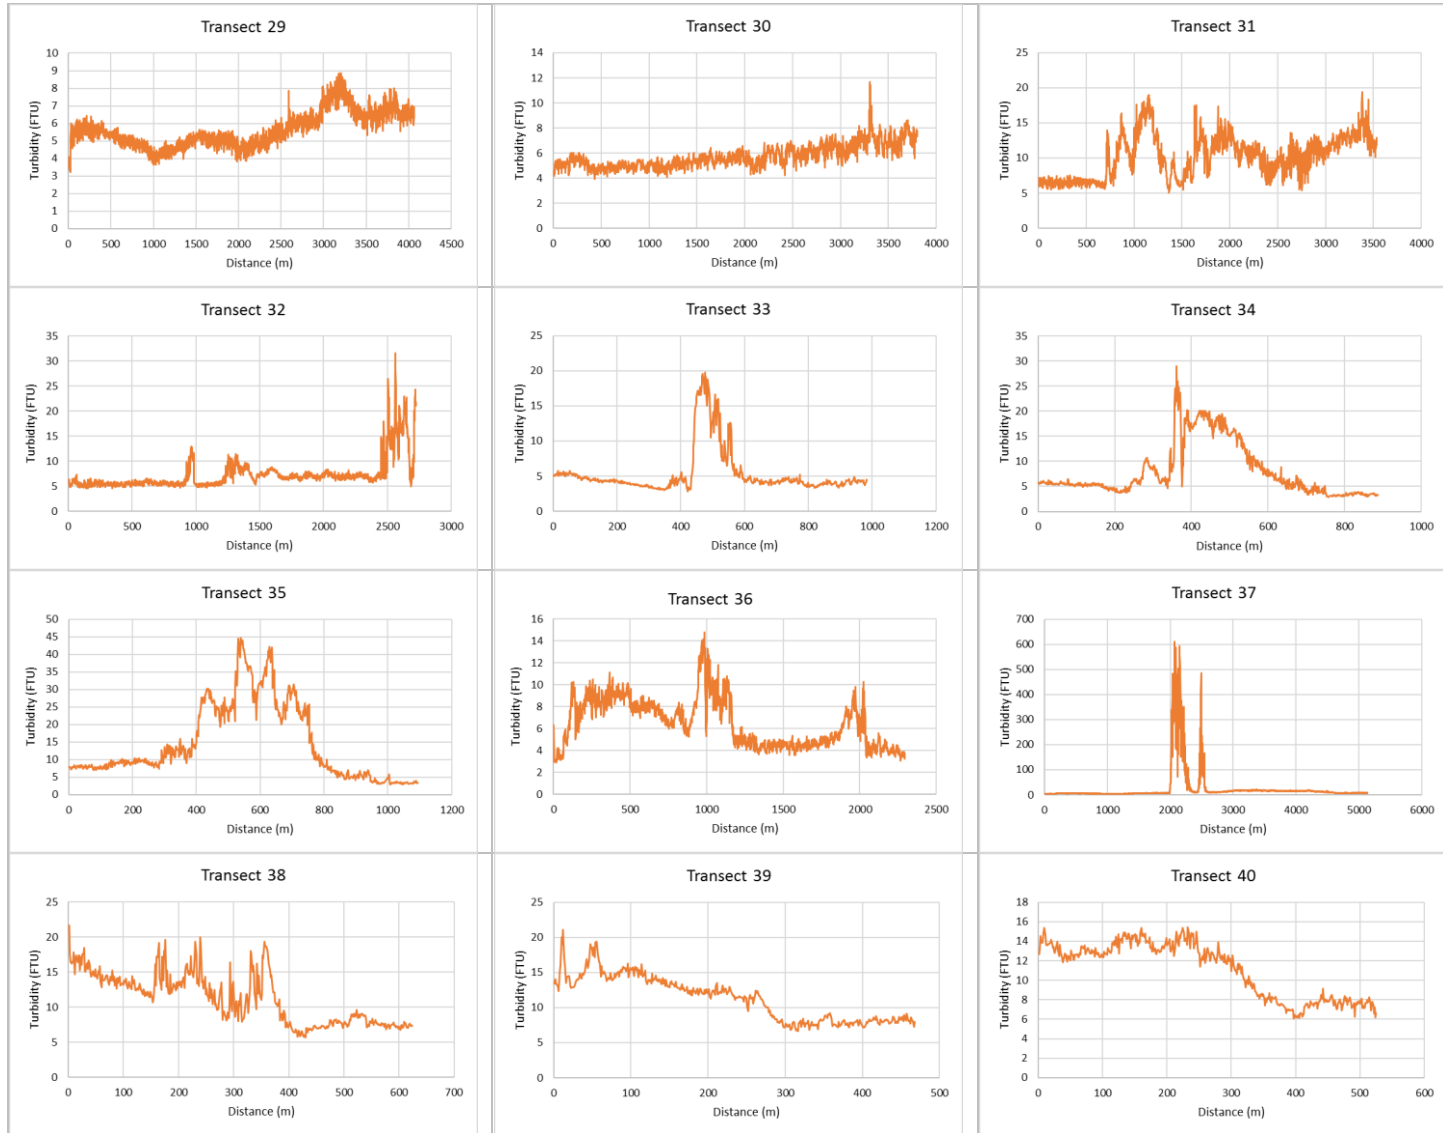 Transect 29
10
9
8
7
6
5
4
3
2
1
0
Turbidity (FTU)
0 500 1000 1500 2000 2500 3000 3500 4000 4500
Distance (m)
Transect 30
14
12
10
8
6
4
2
0
Turbidity (FTU)
0 500 1000 1500 2000 2500 3000 3500 4000
Distance (m)
Transect 31
25
20
15
10
5
0
Turbidity (FTU)
0 500 1000 1500 2000 2500 3000 3500 4000
Distance (m)
Transect 32
35
30
25
20
15
10
5
0
Turbidity (FTU)
0 500 1000 1500 2000 2500 3000
Distance (m)
Transect 33
25
20
15
10
5
0
Turbidity (FTU)
0 200 400 600 800 1000 1200
Distance (m)
Transect 34
35
30
25
20
15
10
5
0
Turbidity (FTU)
0 200 400 600 800 1000
Distance (m)
Transect 35
50
45
40
35
30
25
20
15
10
5
0
Turbidity (FTU)
0 200 400 600 800 1000 1200
Distance (m)
Transect 36
16
14
12
10
8
6
4
2
0
Turbidity (FTU)
0 500 1000 1500 2000 2500
Distance (m)
Transect 37
700
600
500
400
300
200
100
0
Turbidity (FTU)
0 1000 2000 3000 4000 5000 6000
Distance (m)
Transect 38
25
20
15
10
5
0
Turbidity (FTU)
0 100 200 300 400 500 600 700
Distance (m)
Transect 39
25
20
15
10
5
0
Turbidity (FTU)
0 100 200 300 400 500
Distance (m)
Transect 40
18
16
14
12
10
8
6
4
2
0
Turbidity (FTU)
0 100 200 300 400 500 600
Distance (m)